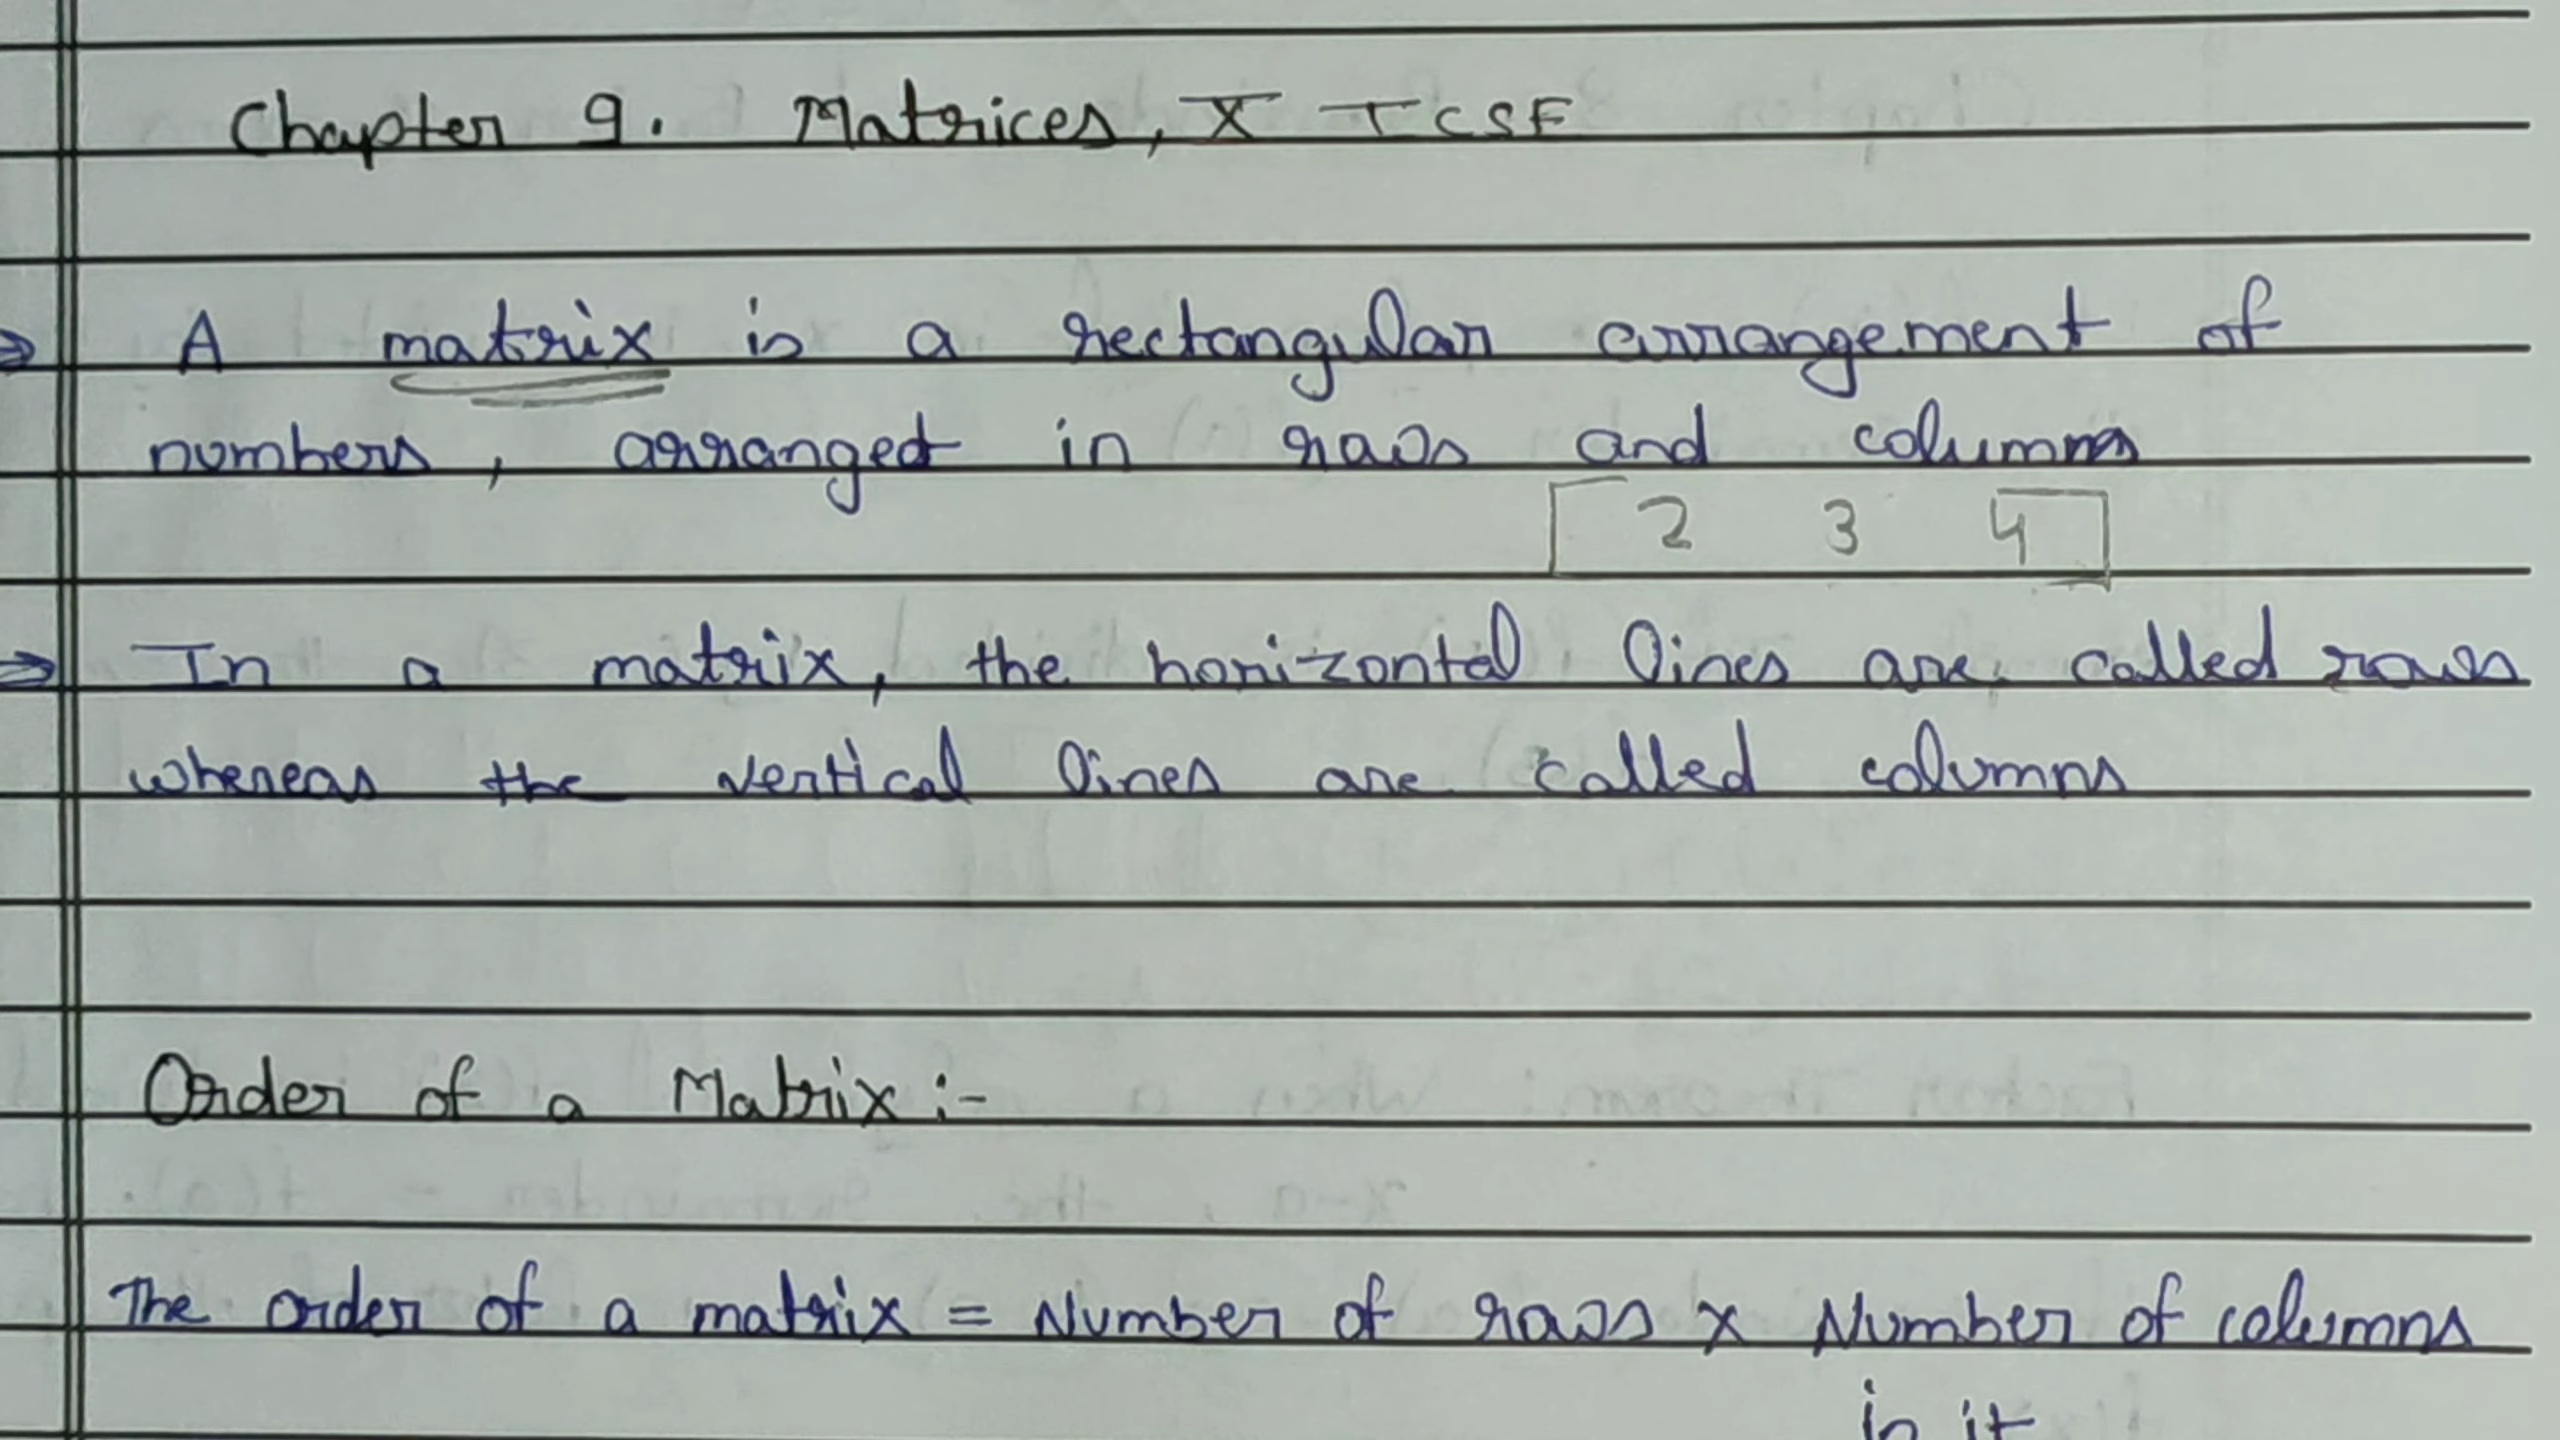 Chapter 9. Matrices, X ICSE
⇒ A matrix is a rectangular arrangement of
numbers, arranged in rows and columns
[2 3 4]
⇒ In a matrix, the horizontal lines are called rows
whereas the vertical lines are called columns
Order of a Matrix :-
The order of a matrix = Number of rows x Number of columns
in it